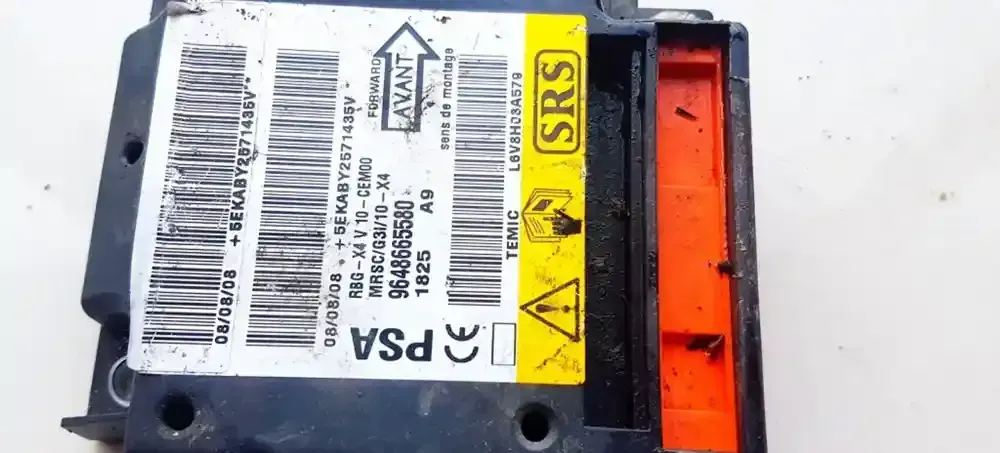 08/08/08 +5EKABY2571435V*
08/08/08 +5EKABY2571435V
RBG-X4 V 10-CEM00
MRSC/G3I/10-X4
9648665580
1825 A9
FORWARD
AVANT
sens de montage
PSA
CE
TEMIC L6V8H03A579
SRS